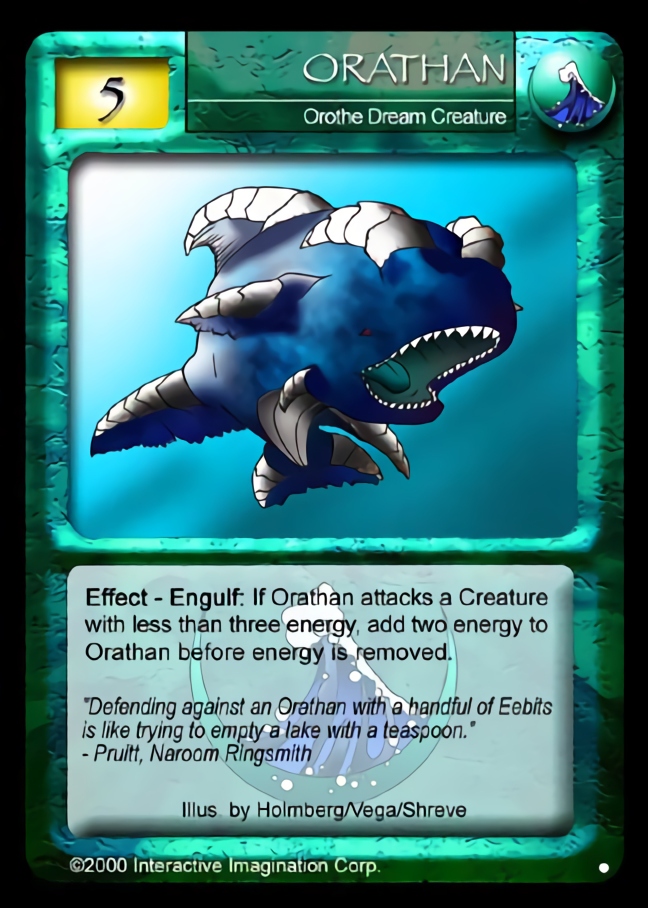 5
ORATHAN
Orothe Dream Creature
Effect - Engulf: If Orathan attacks a Creature
with less than three energy, add two energy to
Orathan before energy is removed.
"Defending against an Orathan with a handful of Eebits
is like trying to empty a lake with a teaspoon."
- Pruitt, Naroom Ringsmith
Illus. by Holmberg/Vega/Shreve
©2000 Interactive Imagination Corp.